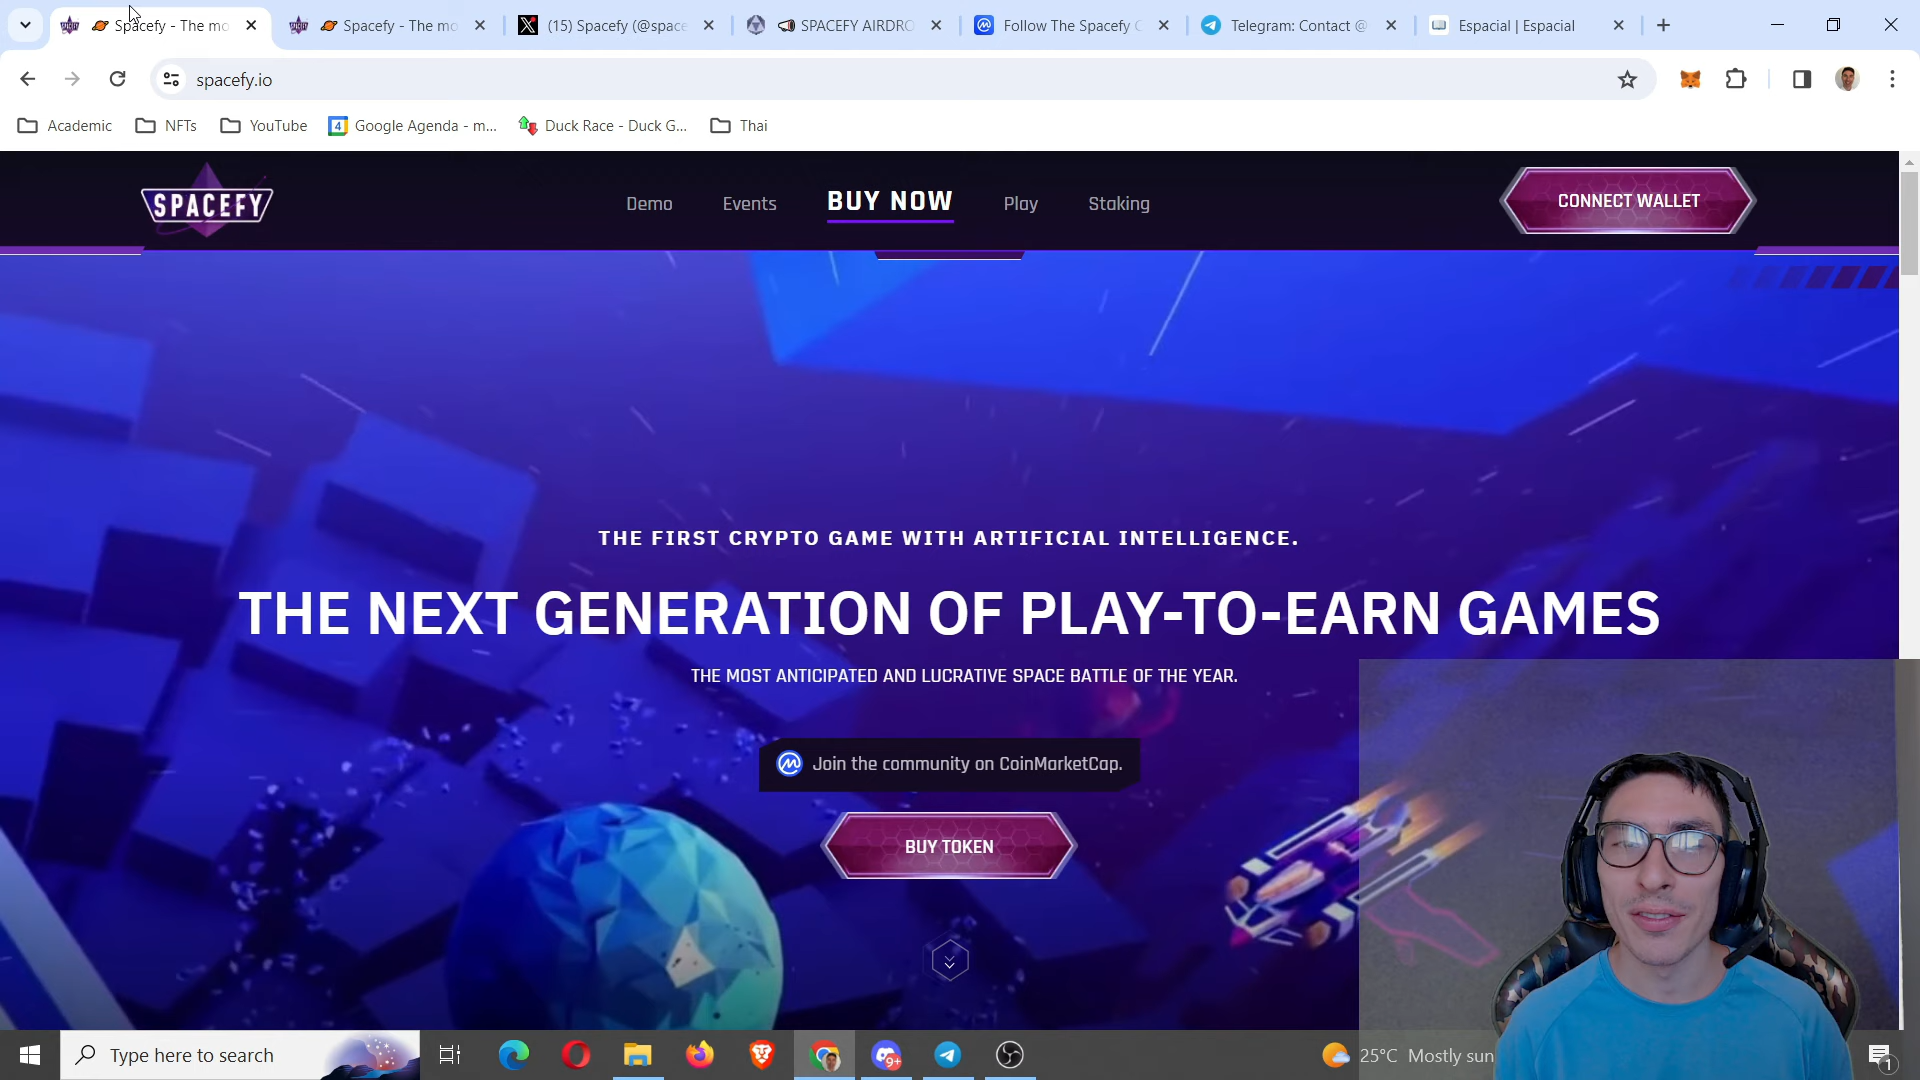 Spacefy - The mo
Spacefy - The mo
(15) Spacefy (@space
SPACEFY AIRDRO
Follow The Spacefy C
Telegram: Contact @
Espacial | Espacial
spacefy.io
Academic
NFTs
YouTube
4
Google Agenda - m...
Duck Race - Duck G...
Thai
SPACEFY
Demo
Events
BUY NOW
Play
Staking
CONNECT WALLET
THE FIRST CRYPTO GAME WITH ARTIFICIAL INTELLIGENCE.
THE NEXT GENERATION OF PLAY-TO-EARN GAMES
THE MOST ANTICIPATED AND LUCRATIVE SPACE BATTLE OF THE YEAR.
Join the community on CoinMarketCap.
BUY TOKEN
Type here to search
9+
25°C Mostly sun
1